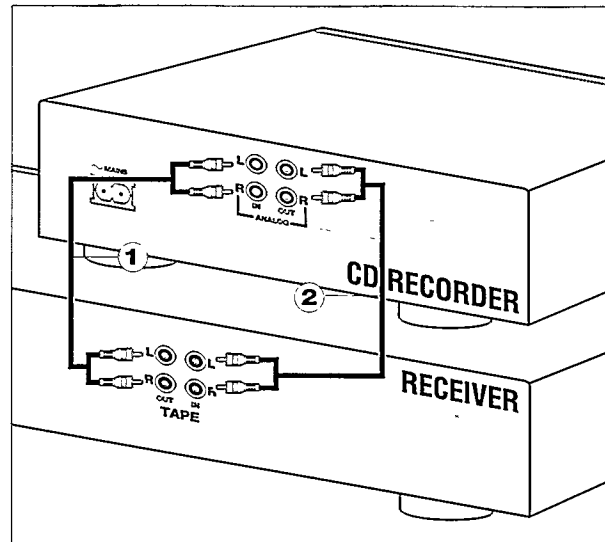 ~ MAINS
L L
R R
IN OUT
ANALOG
1
2
CD RECORDER
L L
R R
OUT IN
TAPE
RECEIVER